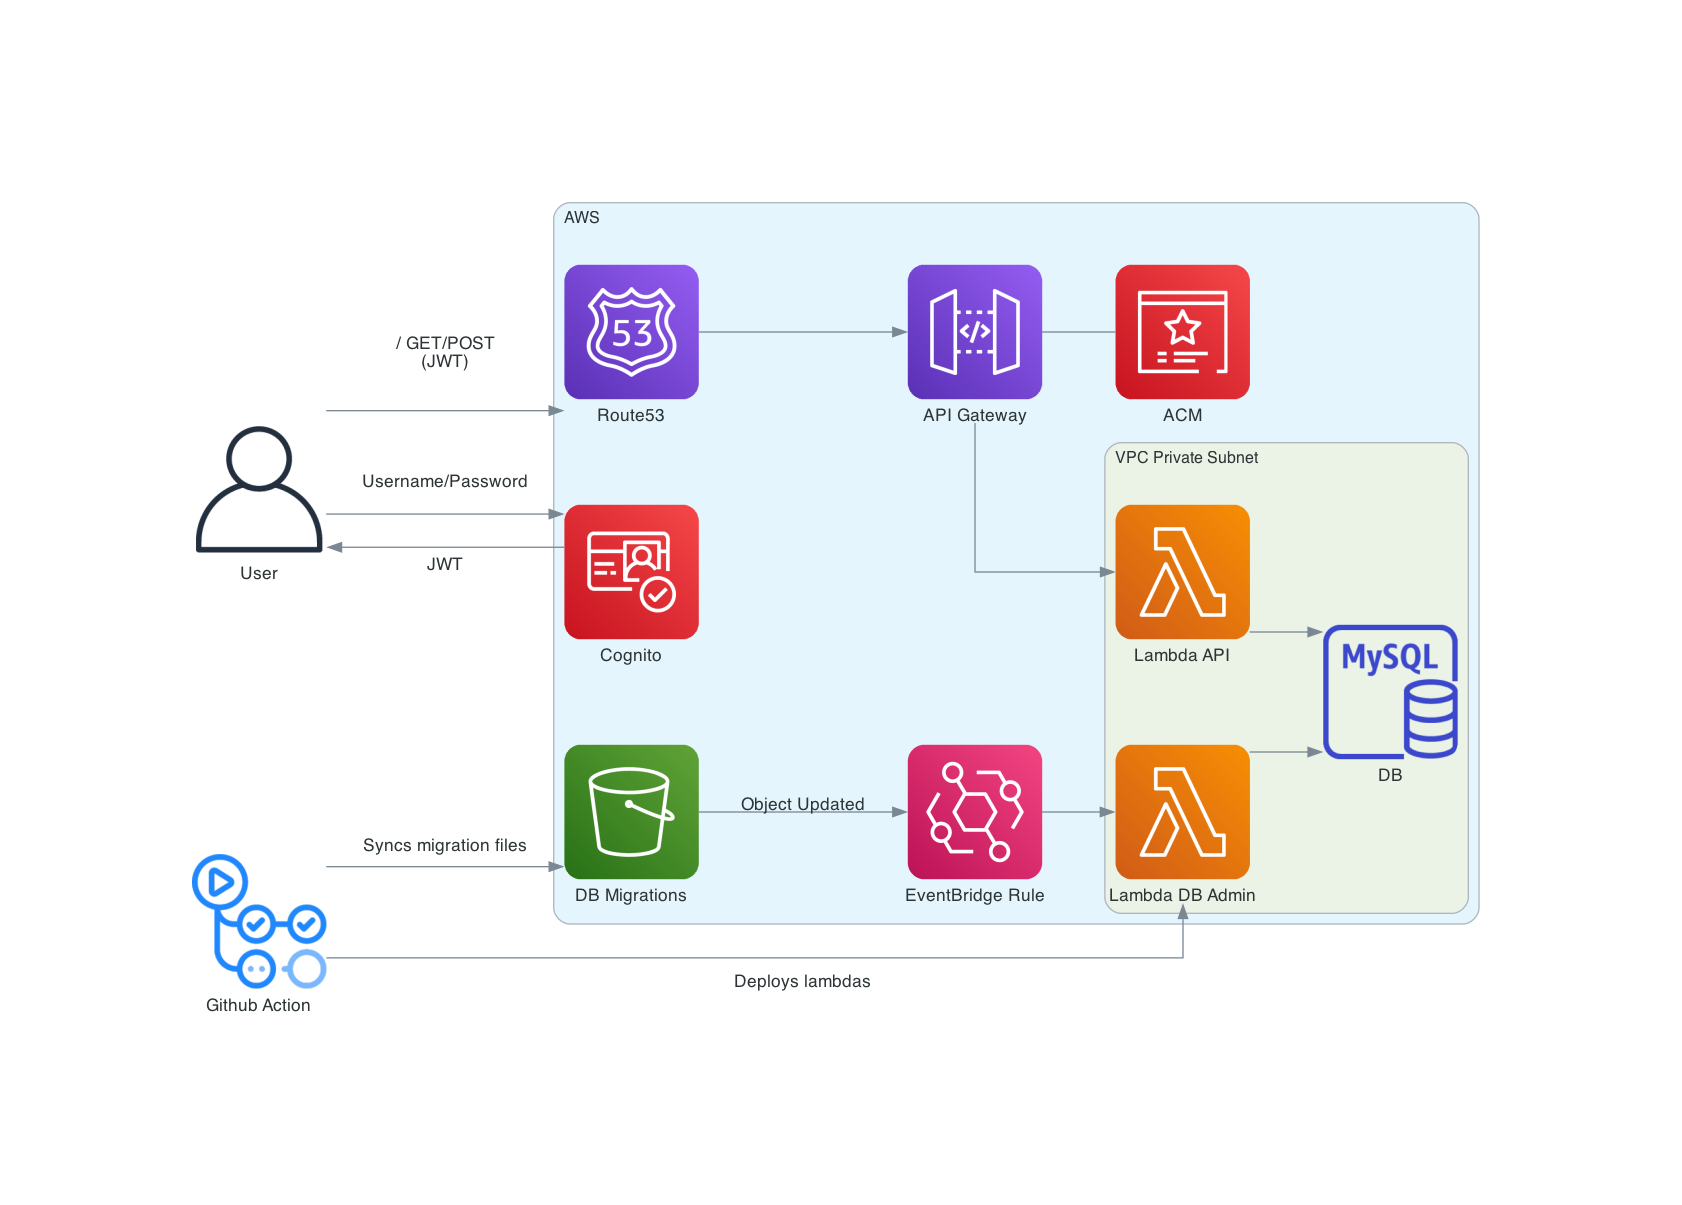 AWS
53
Route53
API Gateway
ACM
/ GET/POST
(JWT)
VPC Private Subnet
Username/Password
JWT
User
Cognito
Lambda API
MySQL
DB
Object Updated
Syncs migration files
DB Migrations
EventBridge Rule
Lambda DB Admin
Deploys lambdas
Github Action